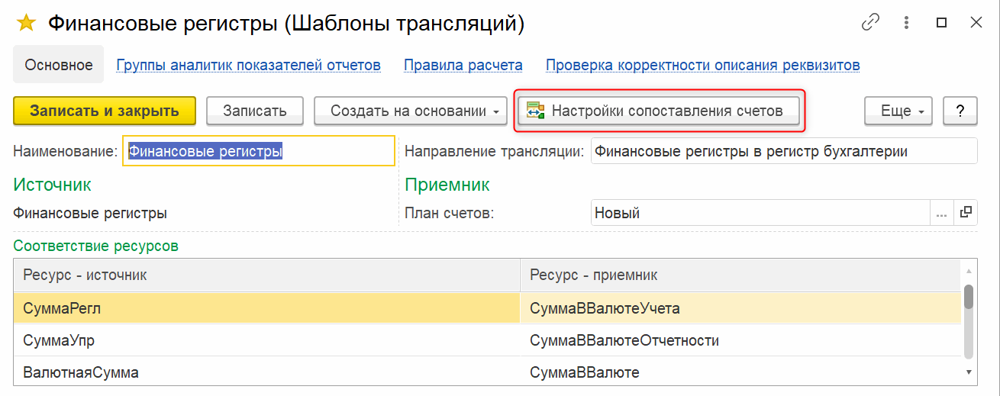 Финансовые регистры (Шаблоны трансляций)
Основное Группы аналитик показателей отчетов Правила расчета Проверка корректности описания реквизитов
Записать и закрыть Записать Создать на основании Настройки сопоставления счетов Еще ?
Наименование: Финансовые регистры Направление трансляции: Финансовые регистры в регистр бухгалтерии
Источник Приемник
Финансовые регистры План счетов: Новый ...
Соответствие ресурсов
Ресурс - источник Ресурс - приемник
СуммаРегл СуммаВВалютеУчета
СуммаУпр СуммаВВалютеОтчетности
ВалютнаяСумма СуммаВВалюте